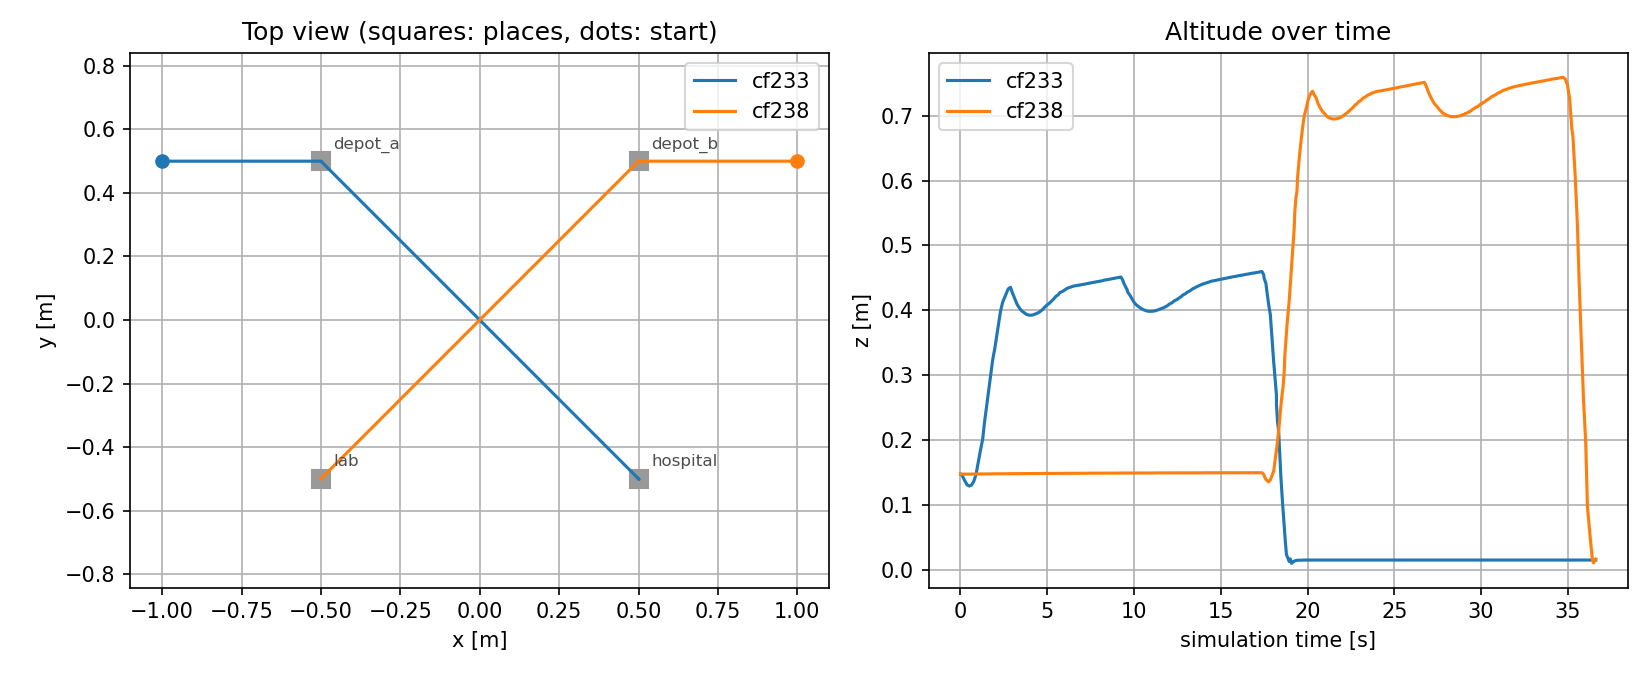 Top view (squares: places, dots: start)
cf233
cf238
0.8
0.6
0.4
0.2
0.0
−0.2
−0.4
−0.6
−0.8
depot_a
depot_b
lab
hospital
−1.00 −0.75 −0.50 −0.25 0.00 0.25 0.50 0.75 1.00
x [m]
y [m]
Altitude over time
cf233
cf238
0.7
0.6
0.5
0.4
0.3
0.2
0.1
0.0
0 5 10 15 20 25 30 35
simulation time [s]
z [m]